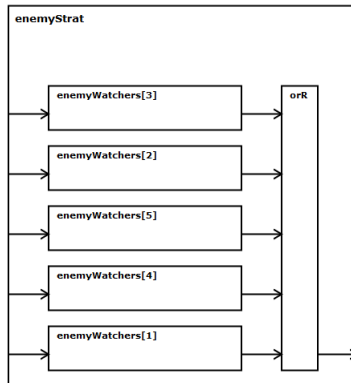 enemyStrat
enemyWatchers[3]
orR
enemyWatchers[2]
enemyWatchers[5]
enemyWatchers[4]
enemyWatchers[1]